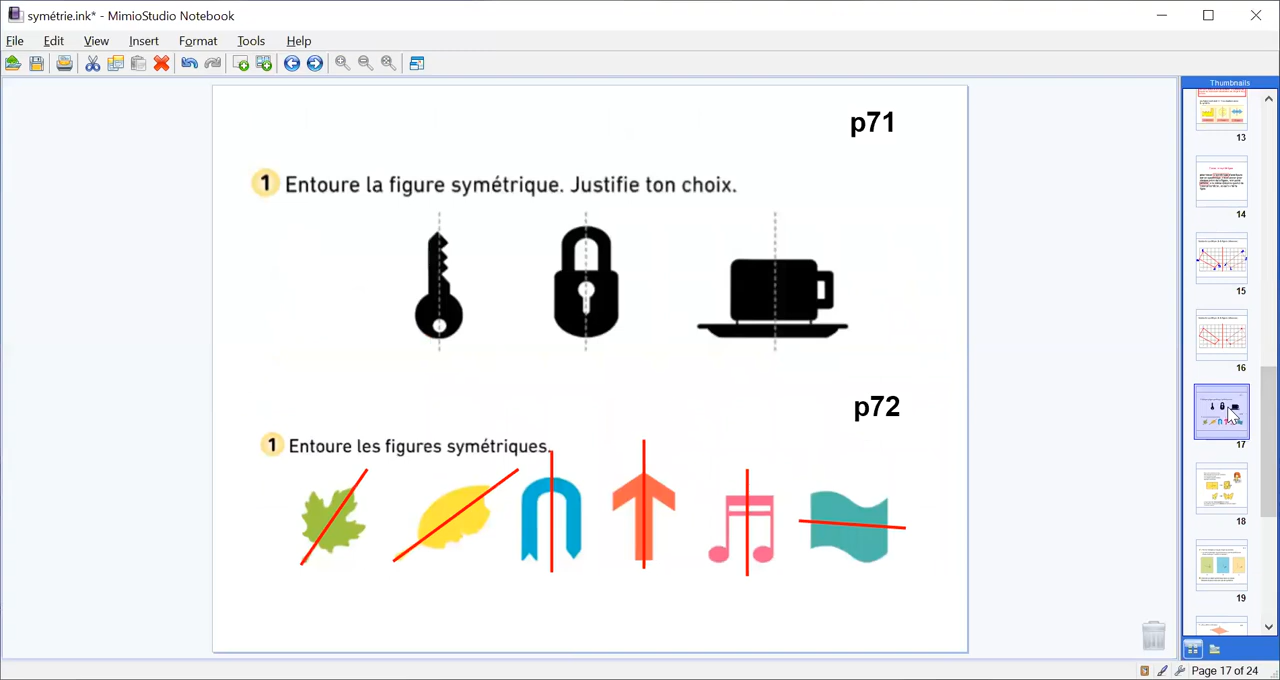 symétrie.ink* - MimioStudio Notebook
File Edit View Insert Format Tools Help
Thumbnails
p71
1 Entoure la figure symétrique. Justifie ton choix.
p72
1 Entoure les figures symétriques.
13
14
15
16
17
18
19
Page 17 of 24